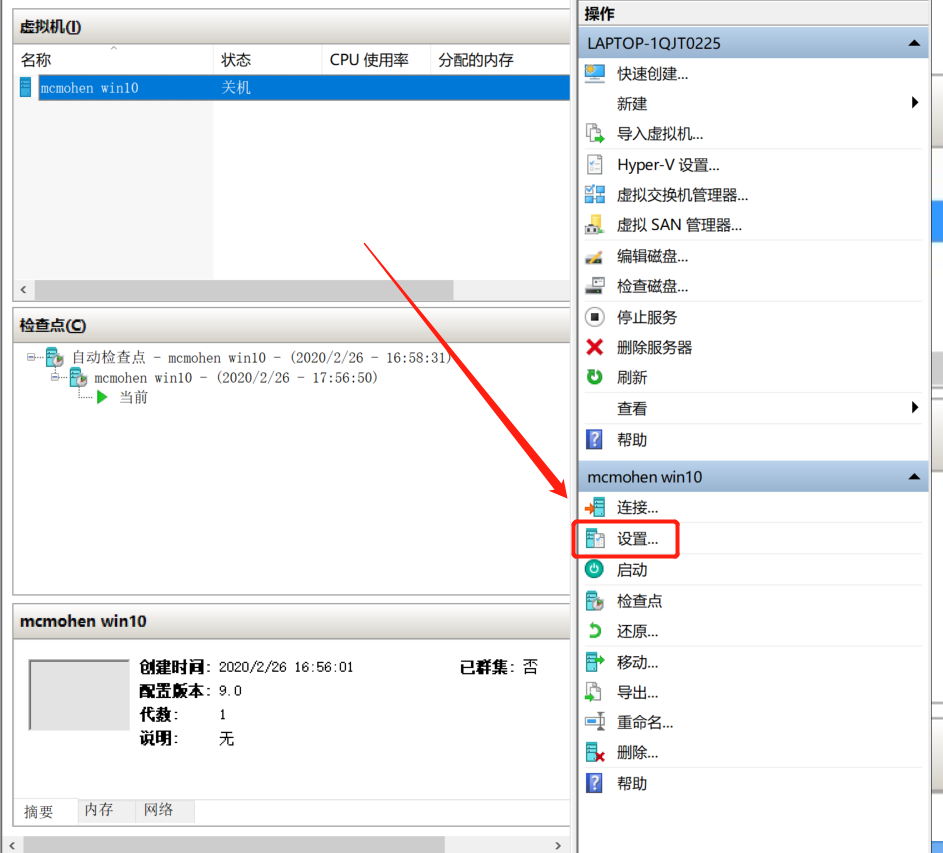 虚拟机(I)
名称 状态 CPU 使用率 分配的内存
mcmohen win10 关机
检查点(C)
自动检查点 - mcmohen win10 - (2020/2/26 - 16:58:31)
mcmohen win10 - (2020/2/26 - 17:56:50)
当前
mcmohen win10
创建时间: 2020/2/26 16:56:01 已群集: 否
配置版本: 9.0
代数: 1
说明: 无
摘要 内存 网络
操作
LAPTOP-1QJT0225
快速创建...
新建
导入虚拟机...
Hyper-V 设置...
虚拟交换机管理器...
虚拟 SAN 管理器...
编辑磁盘...
检查磁盘...
停止服务
删除服务器
刷新
查看
帮助
mcmohen win10
连接...
设置...
启动
检查点
还原...
移动...
导出...
重命名...
删除...
帮助